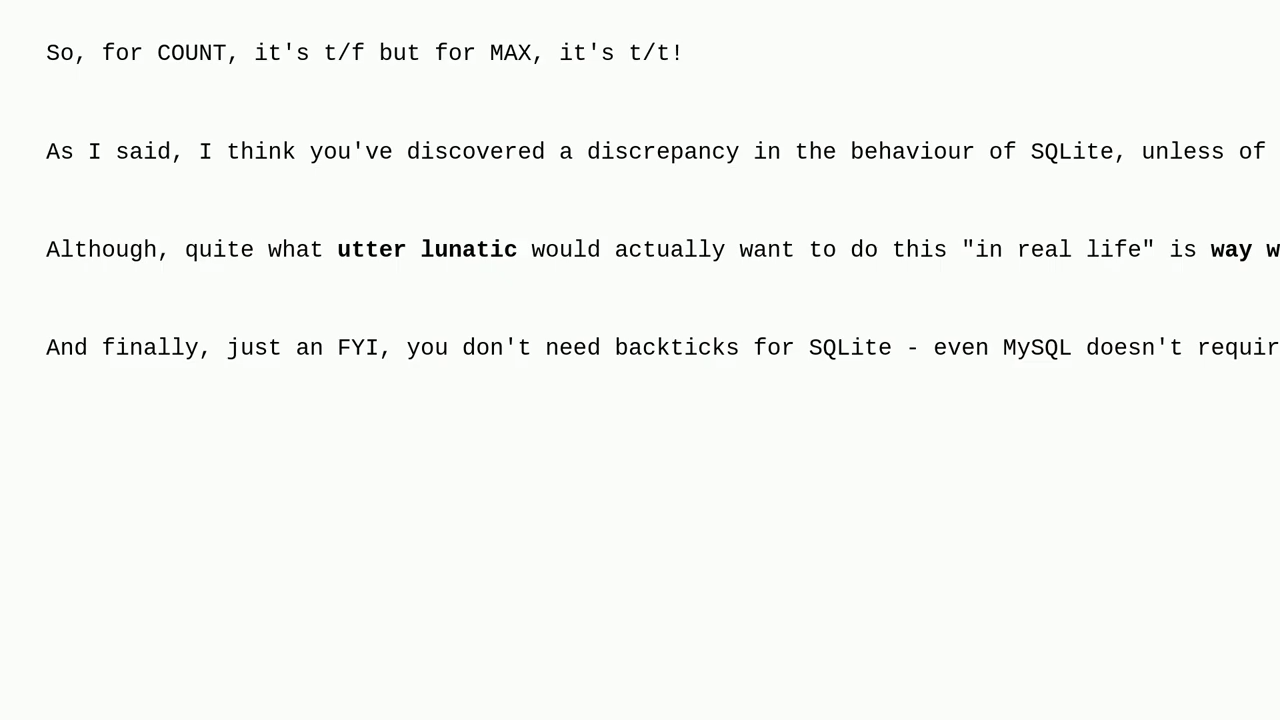 So, for COUNT, it's t/f but for MAX, it's t/t!
As I said, I think you've discovered a discrepancy in the behaviour of SQLite, unless of
Although, quite what utter lunatic would actually want to do this "in real life" is way
And finally, just an FYI, you don't need backticks for SQLite - even MySQL doesn't